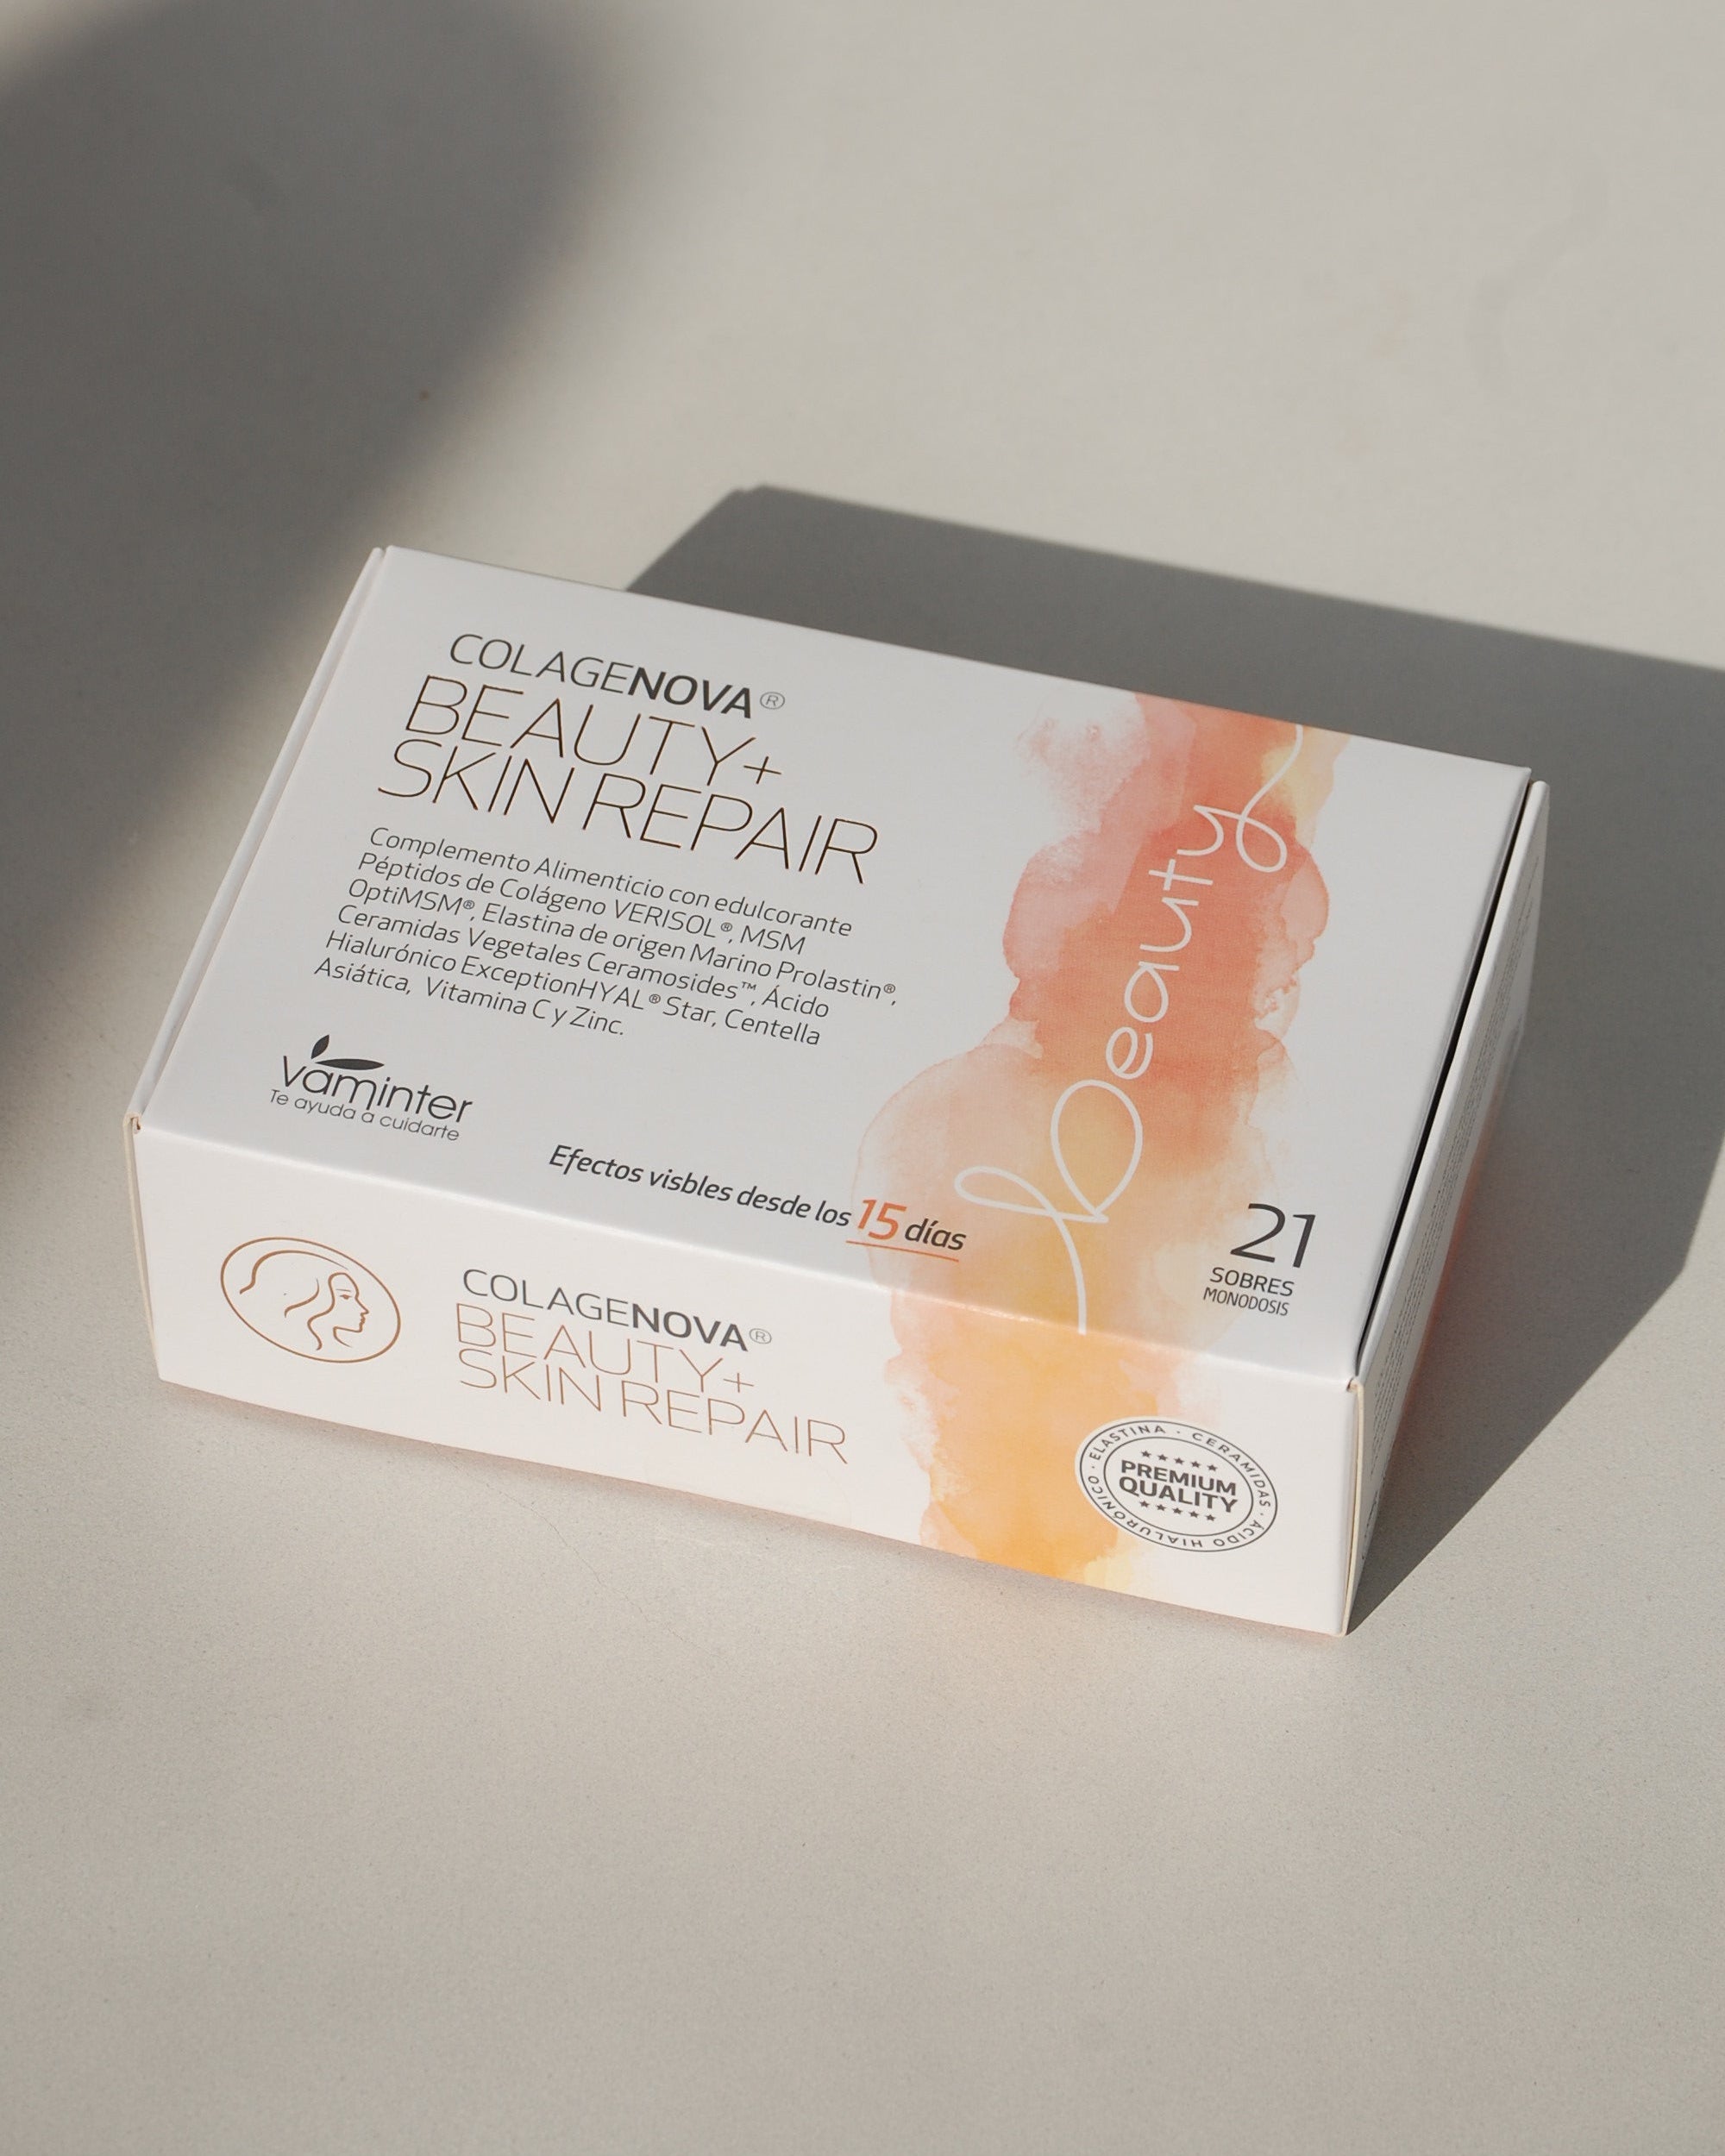 COLAGENOVA®
BEAUTY+
SKIN REPAIR
Complemento Alimenticio con edulcorante
Péptidos de Colágeno VERISOL®, MSM
OptiMSM®, Elastina de origen Marino Prolastin®,
Ceramidas Vegetales Ceramosides™, Ácido
Hialurónico ExceptionHYAL® Star, Centella
Asiática, Vitamina C y Zinc.
vaminter
Te ayuda a cuidarte
Efectos visbles desde los 15 días
beauty
21
SOBRES
MONODOSIS
COLAGENOVA®
BEAUTY+
SKIN REPAIR
ELASTINA · CERAMIDAS · ÁCIDO HIALURÓNICO ·
PREMIUM
QUALITY